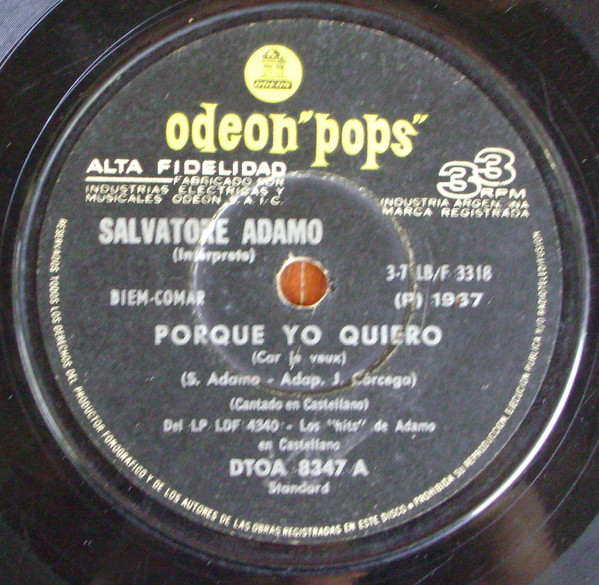 ODEON
odeon "pops"
ALTA FIDELIDAD
FABRICADO POR
INDUSTRIAS ELECTRICAS Y
MUSICALES ODEON S.A.I.C.
33 RPM
INDUSTRIA ARGENTINA
MARCA REGISTRADA
SALVATORE ADAMO
(Intérprete)
3-7 LB/F 3318
BIEM-COMAR
(P) 1967
PORQUE YO QUIERO
(Car je veux)
(S. Adamo - Adap. J. Córcega)
(Cantado en Castellano)
Del LP LDF 4340 - Los "hits" de Adamo
en Castellano
DTOA 8347 A
Standard
RESERVADOS TODOS LOS DERECHOS DEL PRODUCTOR FONOGRAFICO Y DE LOS AUTORES DE LAS OBRAS REGISTRADAS EN ESTE DISCO • PROHIBIDA SU REPRODUCCION, EJECUCION PUBLICA Y/O RADIOTELEDIFUSION